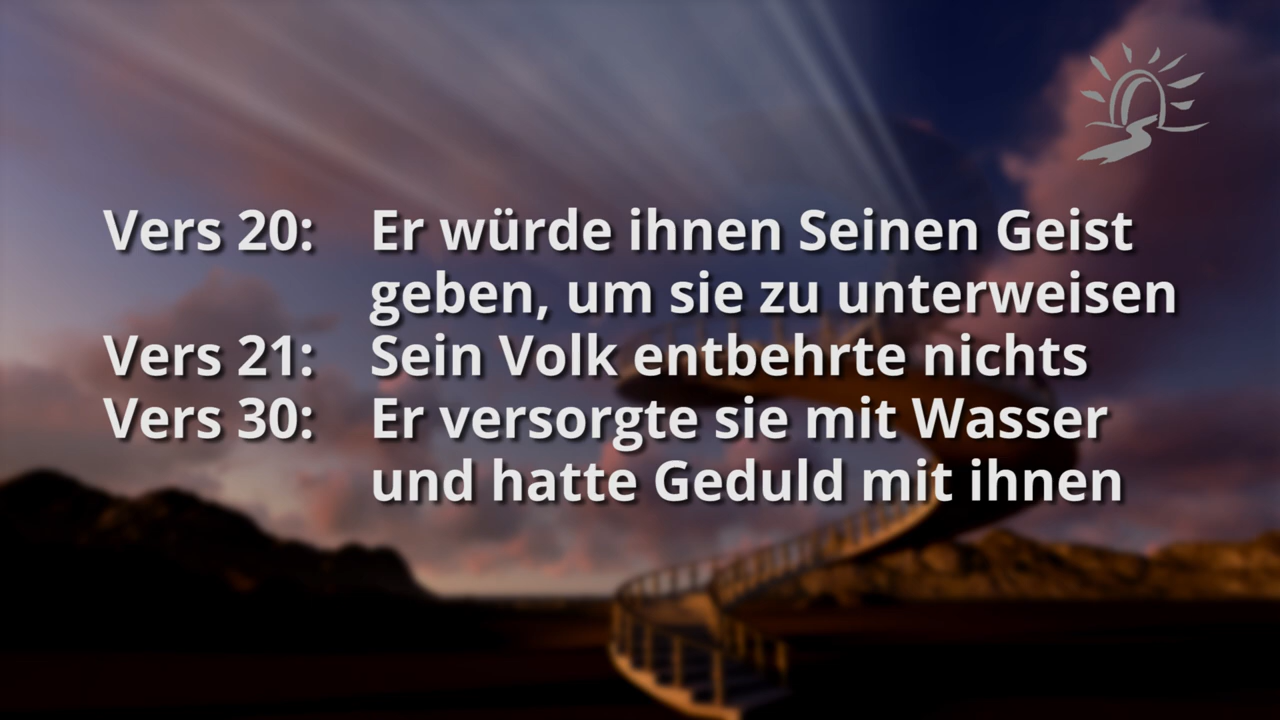 Vers 20: Er würde ihnen Seinen Geist
geben, um sie zu unterweisen
Vers 21: Sein Volk entbehrte nichts
Vers 30: Er versorgte sie mit Wasser
und hatte Geduld mit ihnen